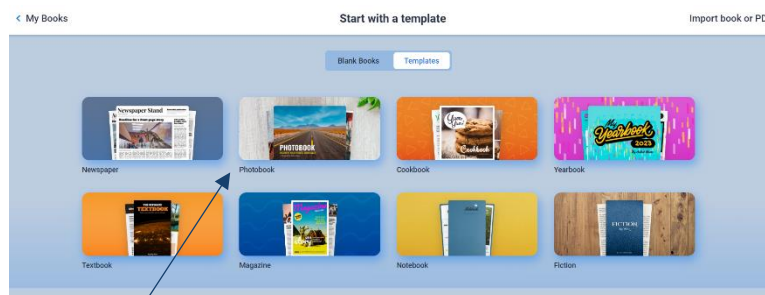 My Books
Start with a template
Import book or PD
Blank Books
Templates
Newspaper Stand
PHOTOBOOK
Cookbook
My
Yearbook
2023
Newspaper
Photobook
Cookbook
Yearbook
TEXTBOOK
FICTION
Textbook
Magazine
Notebook
Fiction